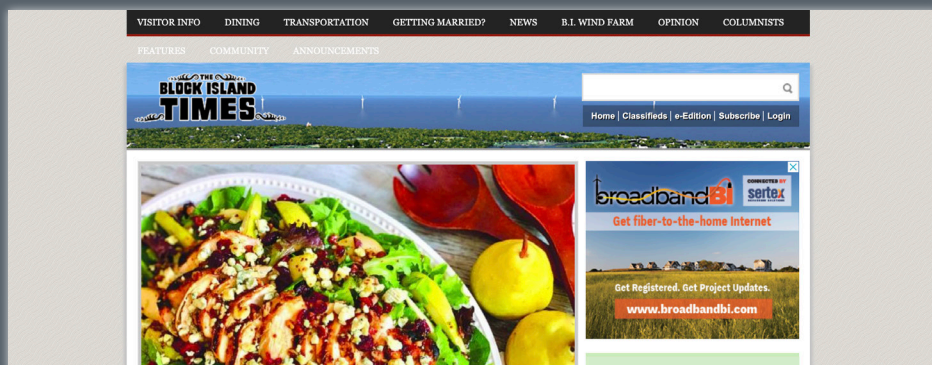 VISITOR INFO DINING TRANSPORTATION GETTING MARRIED? NEWS B.I. WIND FARM OPINION COLUMNISTS
FEATURES COMMUNITY ANNOUNCEMENTS
THE
BLOCK ISLAND
TIMES
Home | Classifieds | e-Edition | Subscribe | Login
broadbandBI
CONNECTED BY
sertex
Get fiber-to-the-home Internet
Get Registered. Get Project Updates.
www.broadbandbi.com